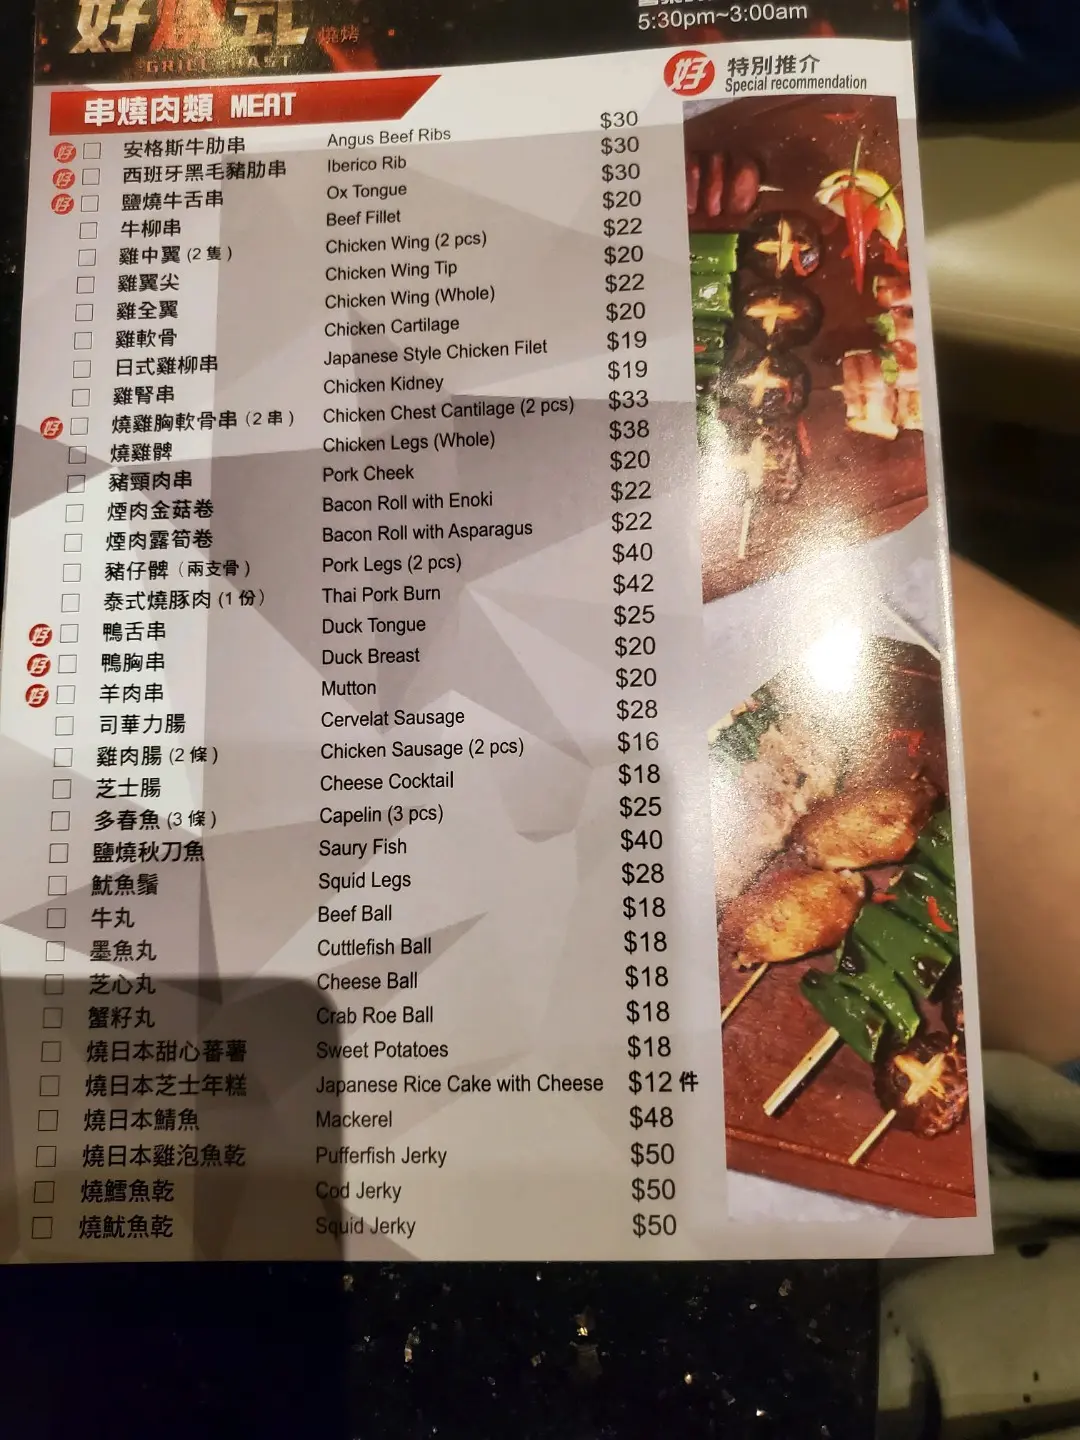 好 式 燒烤
GRILL
5:30pm~3:00am
好 特別推介
Special recommendation
串燒肉類 MEAT
好 安格斯牛肋串 Angus Beef Ribs $30
好 西班牙黑毛豬肋串 Iberico Rib $30
好 鹽燒牛舌串 Ox Tongue $30
牛柳串 Beef Fillet $20
雞中翼 (2 隻) Chicken Wing (2 pcs) $22
雞翼尖 Chicken Wing Tip $20
雞全翼 Chicken Wing (Whole) $22
雞軟骨 Chicken Cartilage $20
日式雞柳串 Japanese Style Chicken Filet $19
雞腎串 Chicken Kidney $19
好 燒雞胸軟骨串 (2 串) Chicken Chest Cantilage (2 pcs) $33
燒雞髀 Chicken Legs (Whole) $38
豬頸肉串 Pork Cheek $20
煙肉金菇卷 Bacon Roll with Enoki $22
煙肉露筍卷 Bacon Roll with Asparagus $22
豬仔髀 (兩支骨) Pork Legs (2 pcs) $40
泰式燒豚肉 (1 份) Thai Pork Burn $42
好 鴨舌串 Duck Tongue $25
好 鴨胸串 Duck Breast $20
好 羊肉串 Mutton $20
司華力腸 Cervelat Sausage $28
雞肉腸 (2 條) Chicken Sausage (2 pcs) $16
芝士腸 Cheese Cocktail $18
多春魚 (3 條) Capelin (3 pcs) $25
鹽燒秋刀魚 Saury Fish $40
魷魚鬚 Squid Legs $28
牛丸 Beef Ball $18
墨魚丸 Cuttlefish Ball $18
芝心丸 Cheese Ball $18
蟹籽丸 Crab Roe Ball $18
燒日本甜心蕃薯 Sweet Potatoes $18
燒日本芝士年糕 Japanese Rice Cake with Cheese $12 件
燒日本鯖魚 Mackerel $48
燒日本雞泡魚乾 Pufferfish Jerky $50
燒鱈魚乾 Cod Jerky $50
燒魷魚乾 Squid Jerky $50